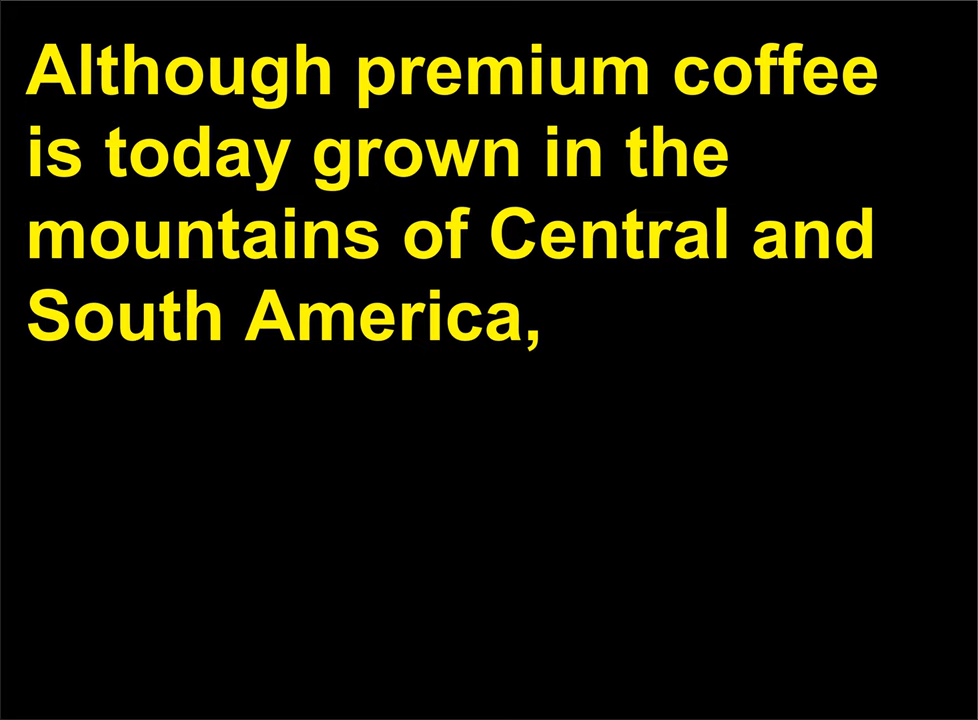 Although premium coffee
is today grown in the
mountains of Central and
South America,